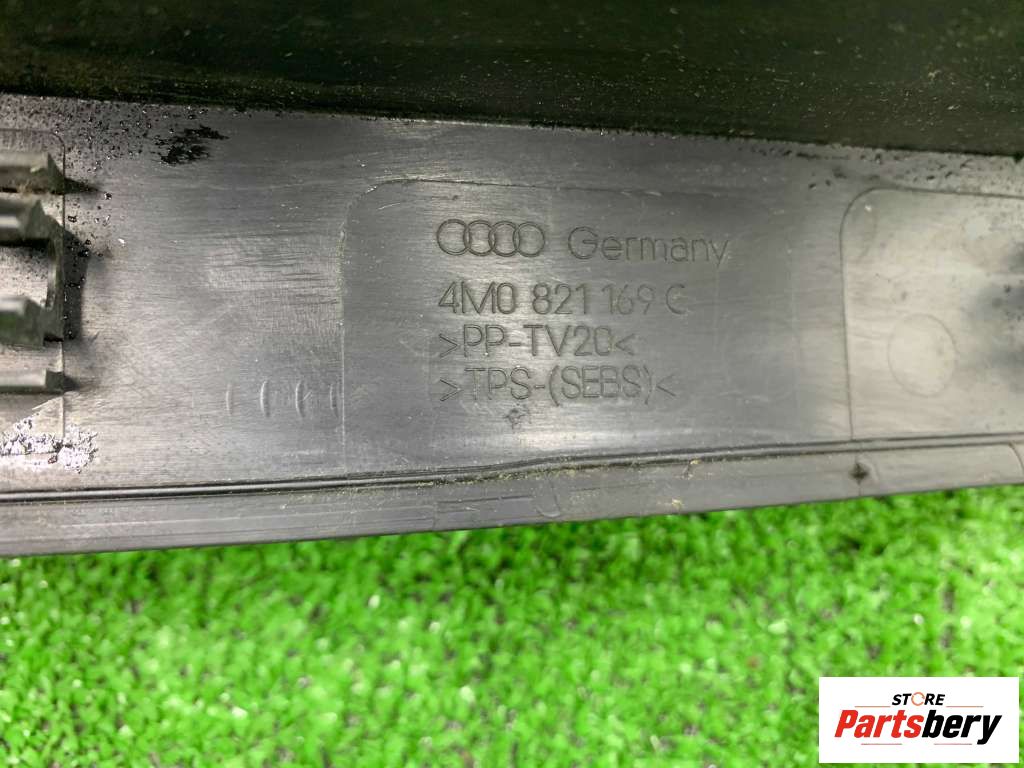 Germany
4M0 821 169 C
>PP-TV20<
>TPS-(SEBS)<
STORE
Partsbery